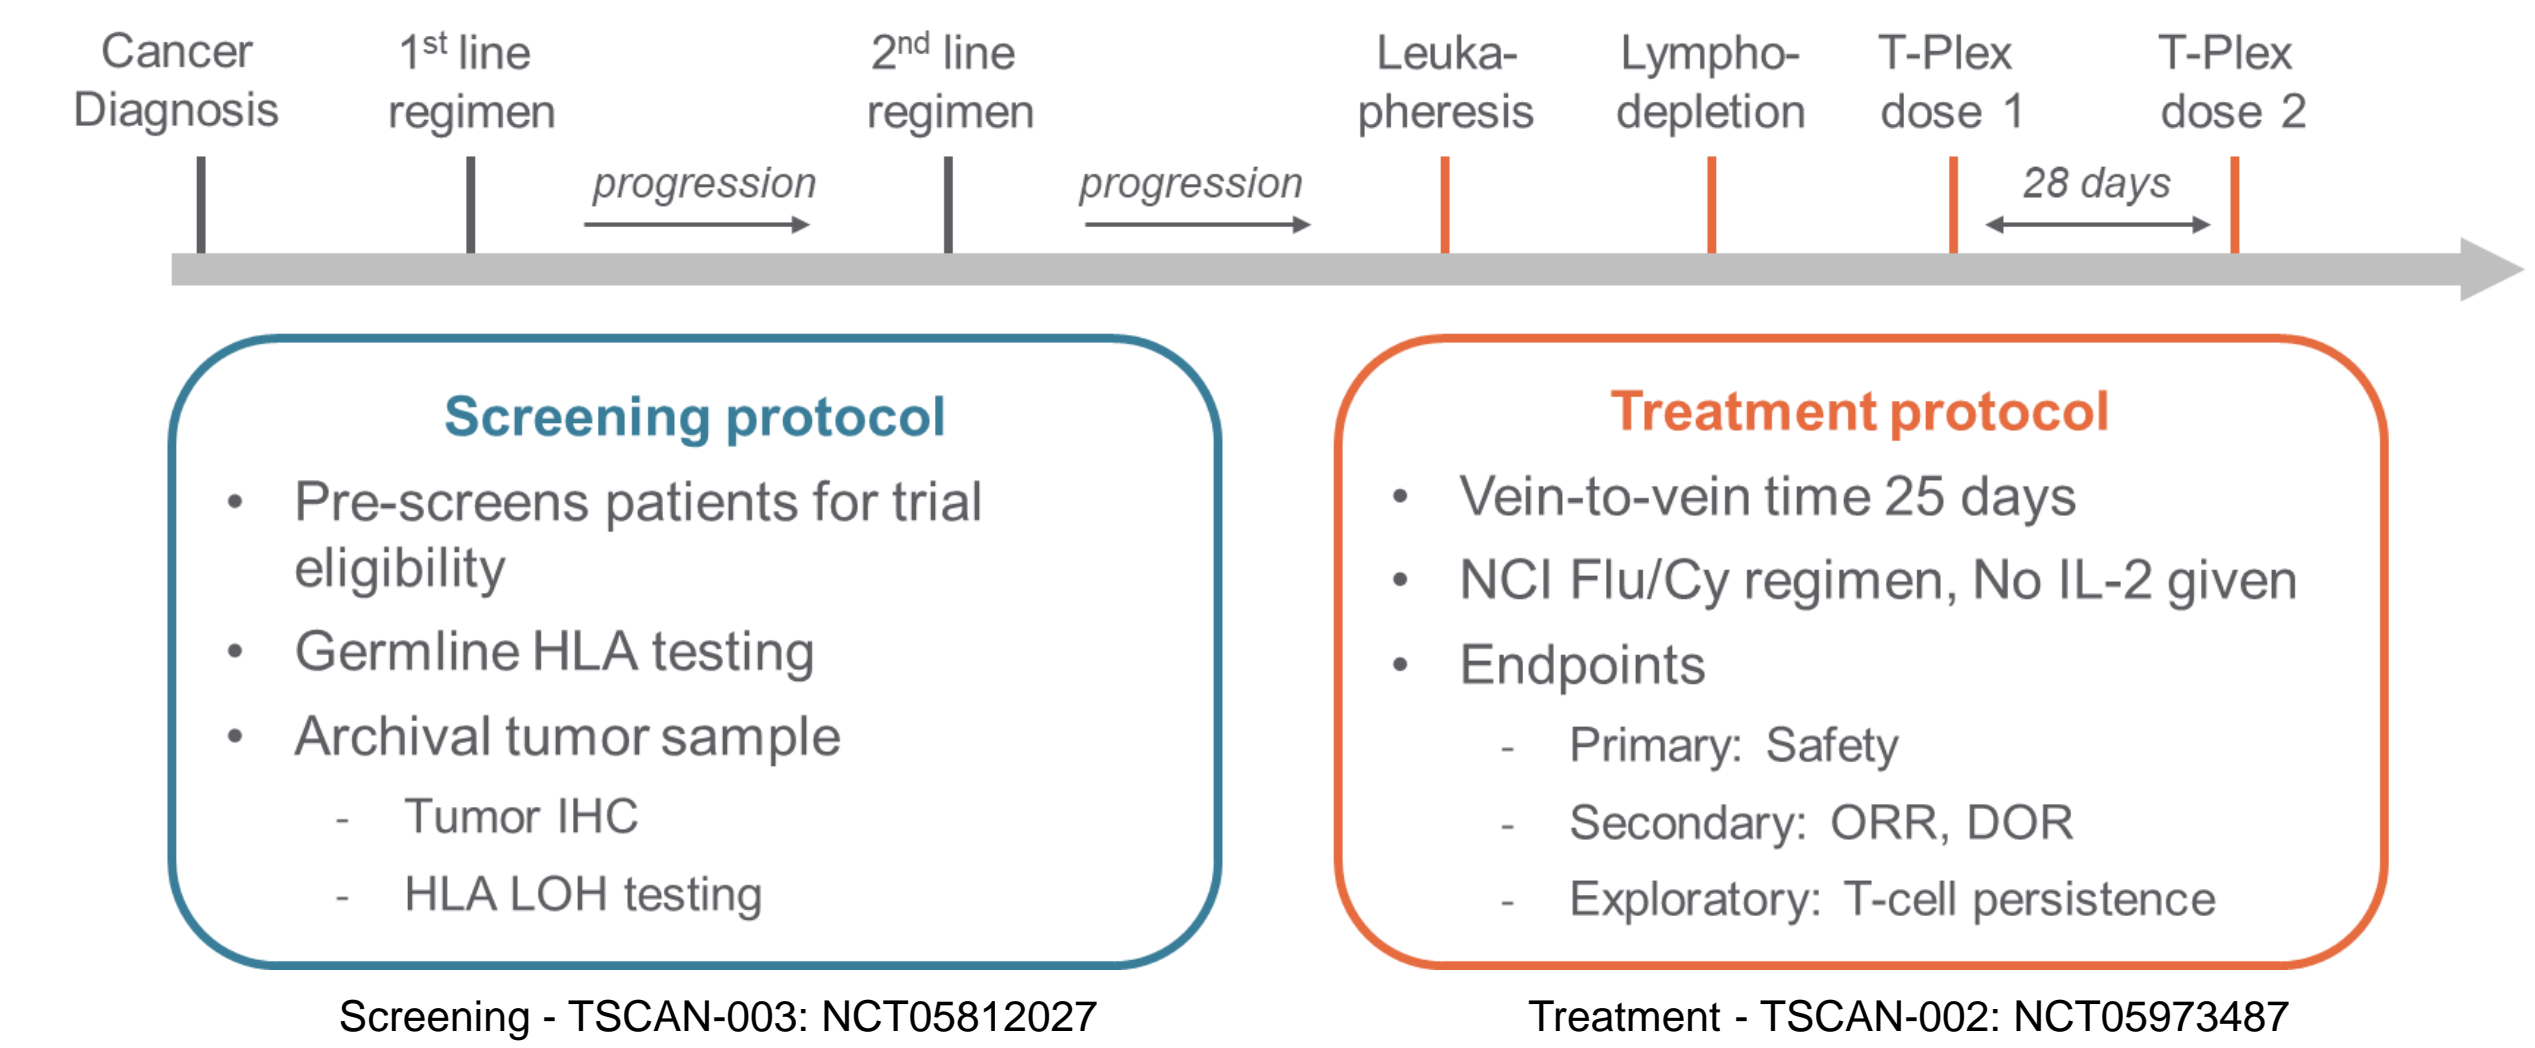 Cancer
Diagnosis
1st line
regimen
progression
2nd line
regimen
progression
Leuka-
pheresis
Lympho-
depletion
T-Plex
dose 1
28 days
T-Plex
dose 2
Screening protocol
• Pre-screens patients for trial
eligibility
• Germline HLA testing
• Archival tumor sample
- Tumor IHC
- HLA LOH testing
Screening - TSCAN-003: NCT05812027
Treatment protocol
• Vein-to-vein time 25 days
• NCI Flu/Cy regimen, No IL-2 given
• Endpoints
- Primary: Safety
- Secondary: ORR, DOR
- Exploratory: T-cell persistence
Treatment - TSCAN-002: NCT05973487